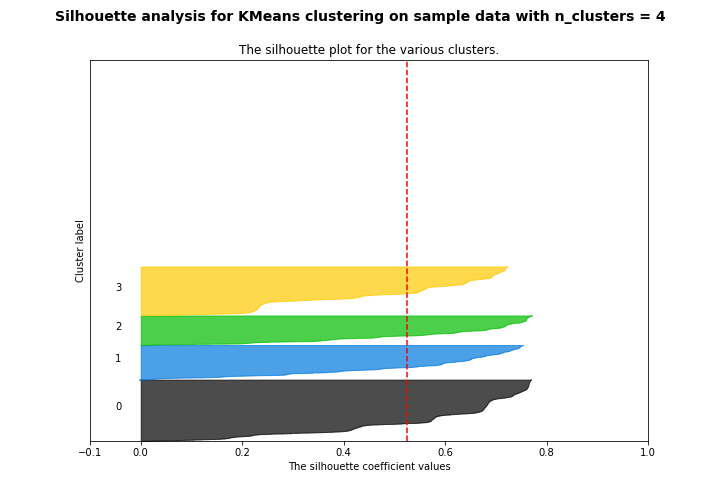 Silhouette analysis for KMeans clustering on sample data with n_clusters = 4
The silhouette plot for the various clusters.
Cluster label
3
2
1
0
−0.1 0.0 0.2 0.4 0.6 0.8 1.0
The silhouette coefficient values